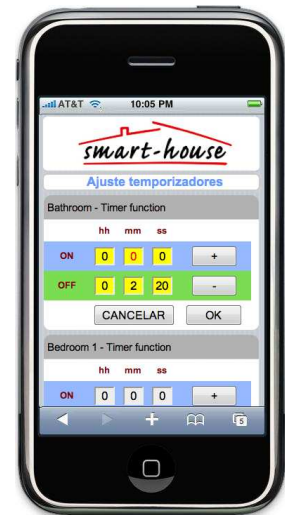 AT&T 10:05 PM
smart-house
Ajuste temporizadores
Bathroom - Timer function
hh mm ss
ON 0 0 0 +
OFF 0 2 20 -
CANCELAR OK
Bedroom 1 - Timer function
hh mm ss
ON 0 0 0 +
5